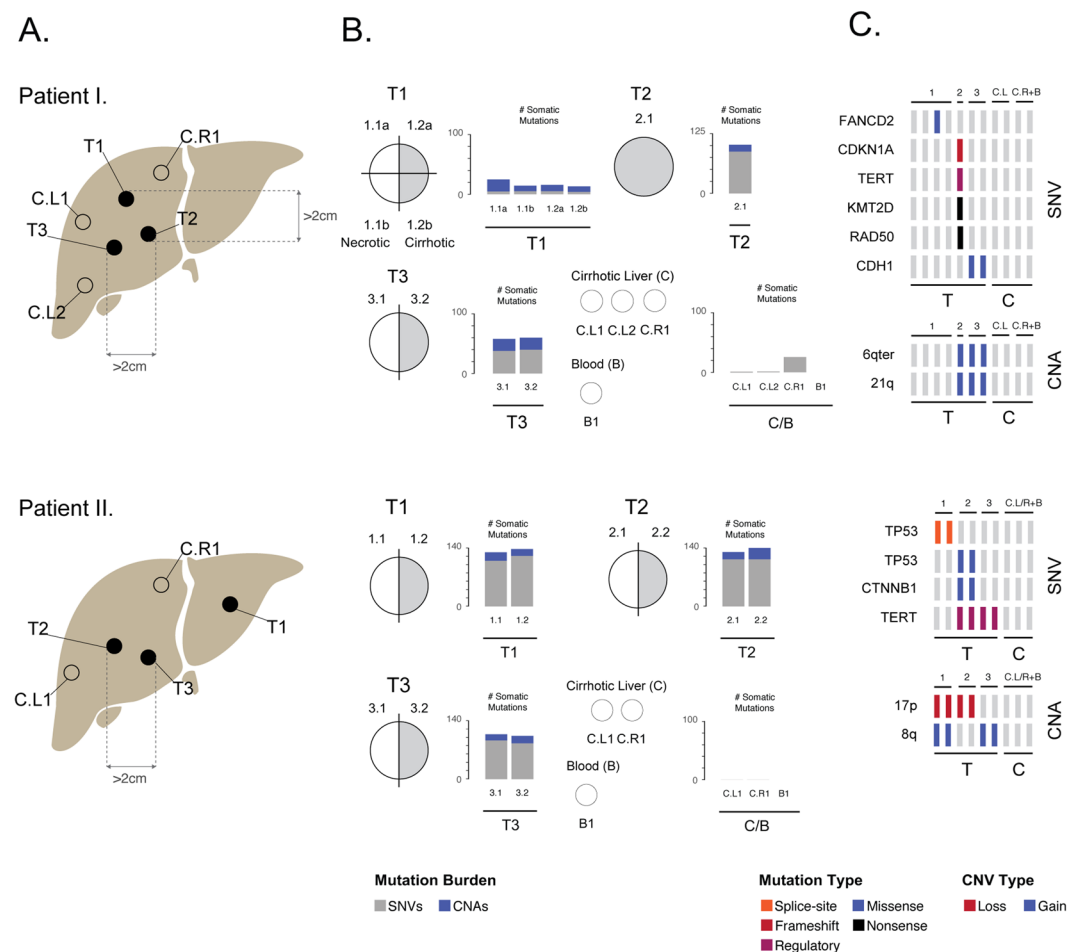 A.
B.
C.
Patient I.
T1
C.R1
C.L1
T3
T2
C.L2
>2cm
>2cm
T1
1.1a 1.2a
1.1b 1.2b
Necrotic Cirrhotic
# Somatic
Mutations
100
0
1.1a 1.1b 1.2a 1.2b
T1
T2
2.1
# Somatic
Mutations
125
0
2.1
T2
T3
3.1 3.2
# Somatic
Mutations
100
0
3.1 3.2
T3
Cirrhotic Liver (C)
C.L1 C.L2 C.R1
Blood (B)
B1
# Somatic
Mutations
100
0
C.L1 C.L2 C.R1 B1
C/B
1 2 3 C.L C.R+B
FANCD2
CDKN1A
TERT
KMT2D
RAD50
CDH1
T C
SNV
1 2 3 C.L C.R+B
6qter
21q
T C
CNA
Patient II.
C.R1
T2
T1
C.L1
T3
>2cm
T1
1.1 1.2
# Somatic
Mutations
140
0
1.1 1.2
T1
T2
2.1 2.2
# Somatic
Mutations
140
0
2.1 2.2
T2
T3
3.1 3.2
# Somatic
Mutations
140
0
3.1 3.2
T3
Cirrhotic Liver (C)
C.L1 C.R1
Blood (B)
B1
# Somatic
Mutations
100
0
C.L1 C.R1 B1
C/B
1 2 3 C.L/R+B
TP53
TP53
CTNNB1
TERT
T C
SNV
1 2 3 C.L/R+B
17p
8q
T C
CNA
Mutation Burden
SNVs CNAs
Mutation Type
Splice-site Missense
Frameshift Nonsense
Regulatory
CNV Type
Loss Gain